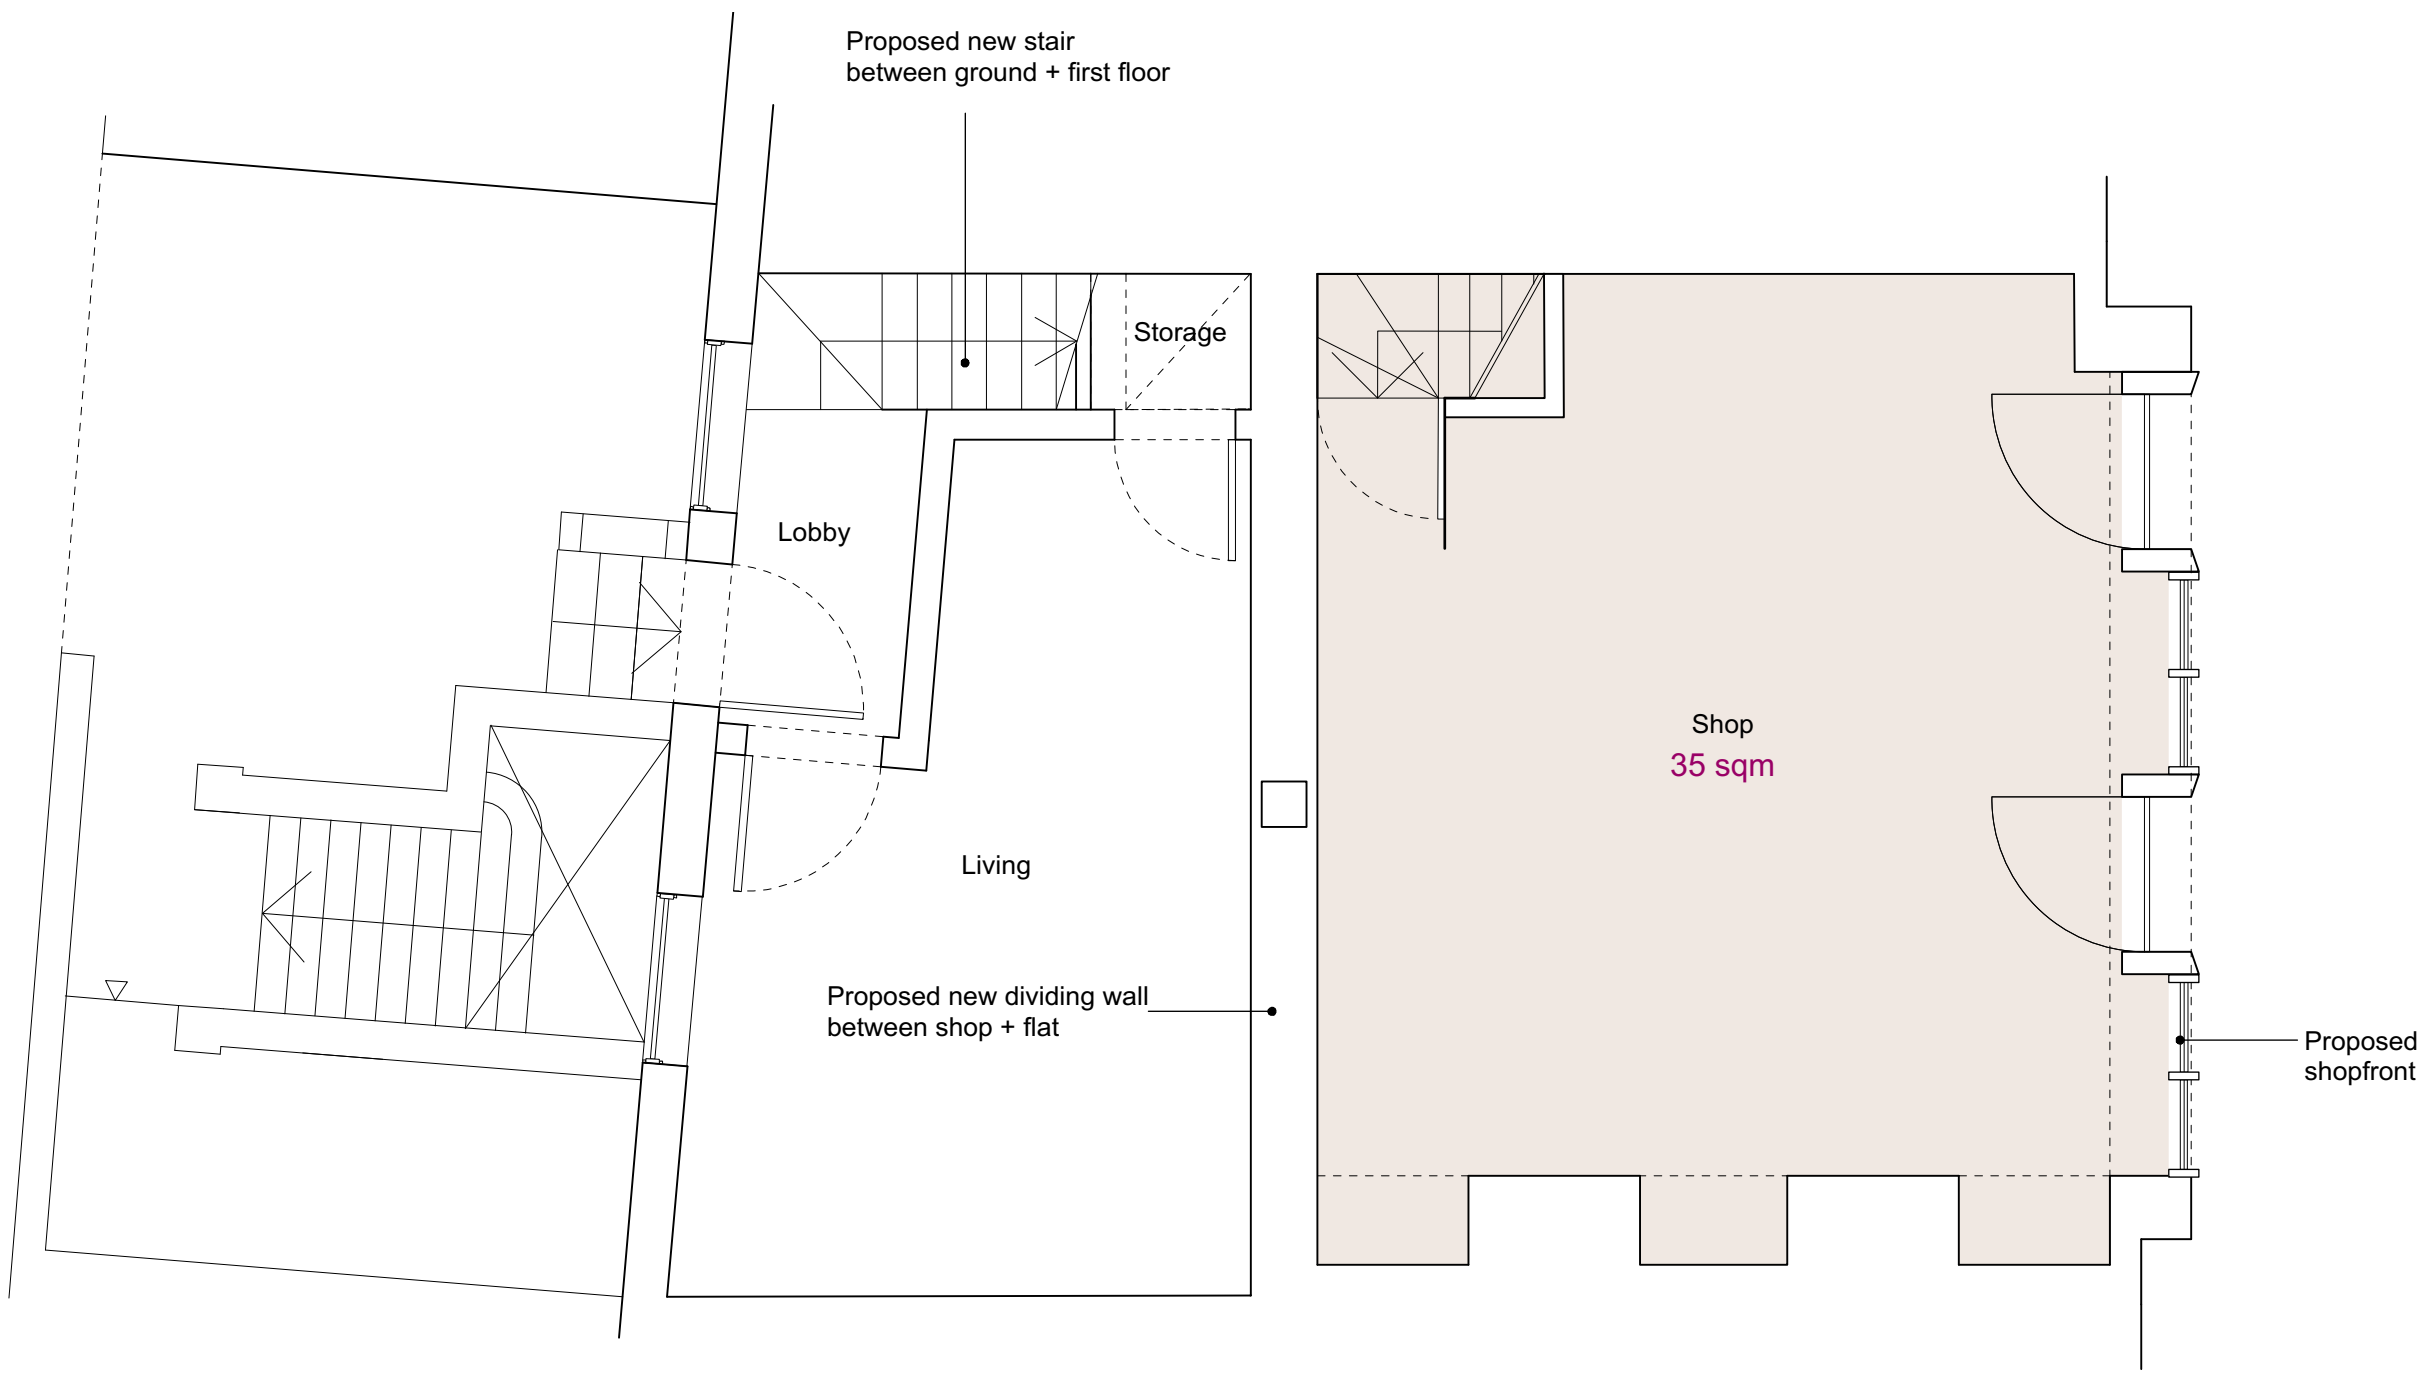 Proposed new stair
between ground + first floor
Storage
Lobby
Shop
35 sqm
Living
Proposed new dividing wall
between shop + flat
Proposed
shopfront